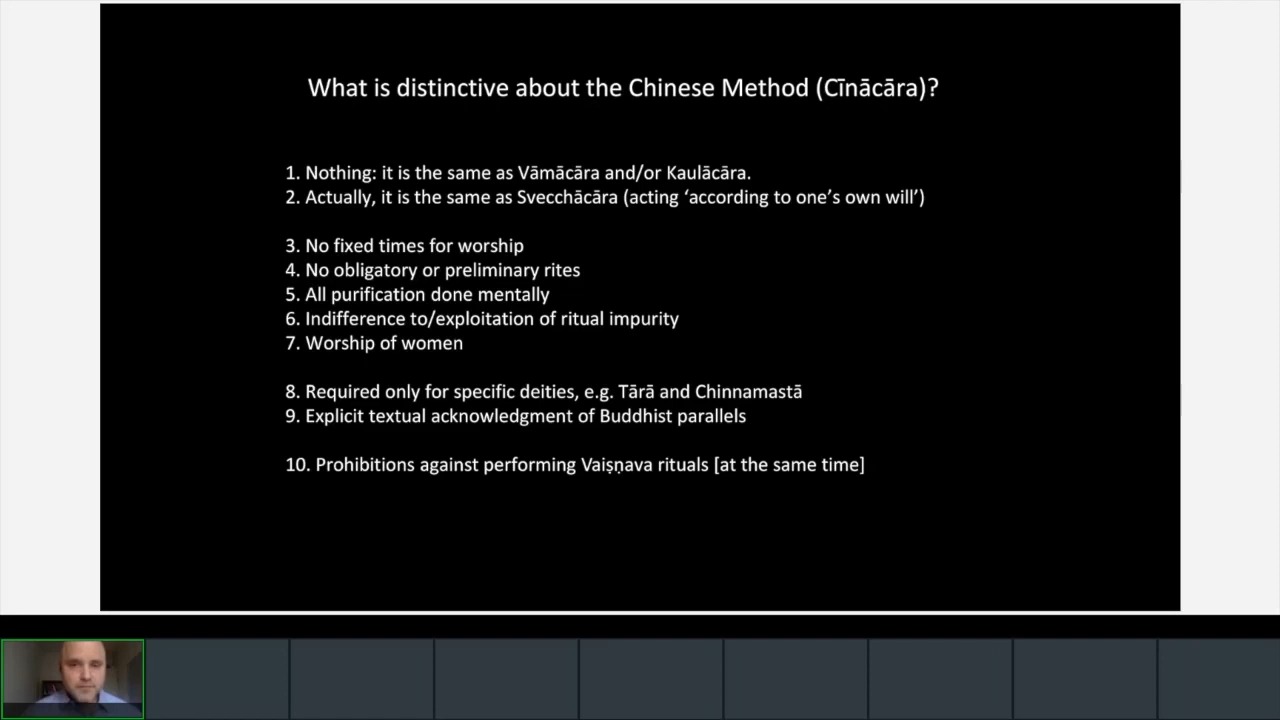 What is distinctive about the Chinese Method (Cīnācāra)?
1. Nothing: it is the same as Vāmācāra and/or Kaulācāra.
2. Actually, it is the same as Svecchācāra (acting ‘according to one’s own will’)
3. No fixed times for worship
4. No obligatory or preliminary rites
5. All purification done mentally
6. Indifference to/exploitation of ritual impurity
7. Worship of women
8. Required only for specific deities, e.g. Tārā and Chinnamastā
9. Explicit textual acknowledgment of Buddhist parallels
10. Prohibitions against performing Vaiṣṇava rituals [at the same time]